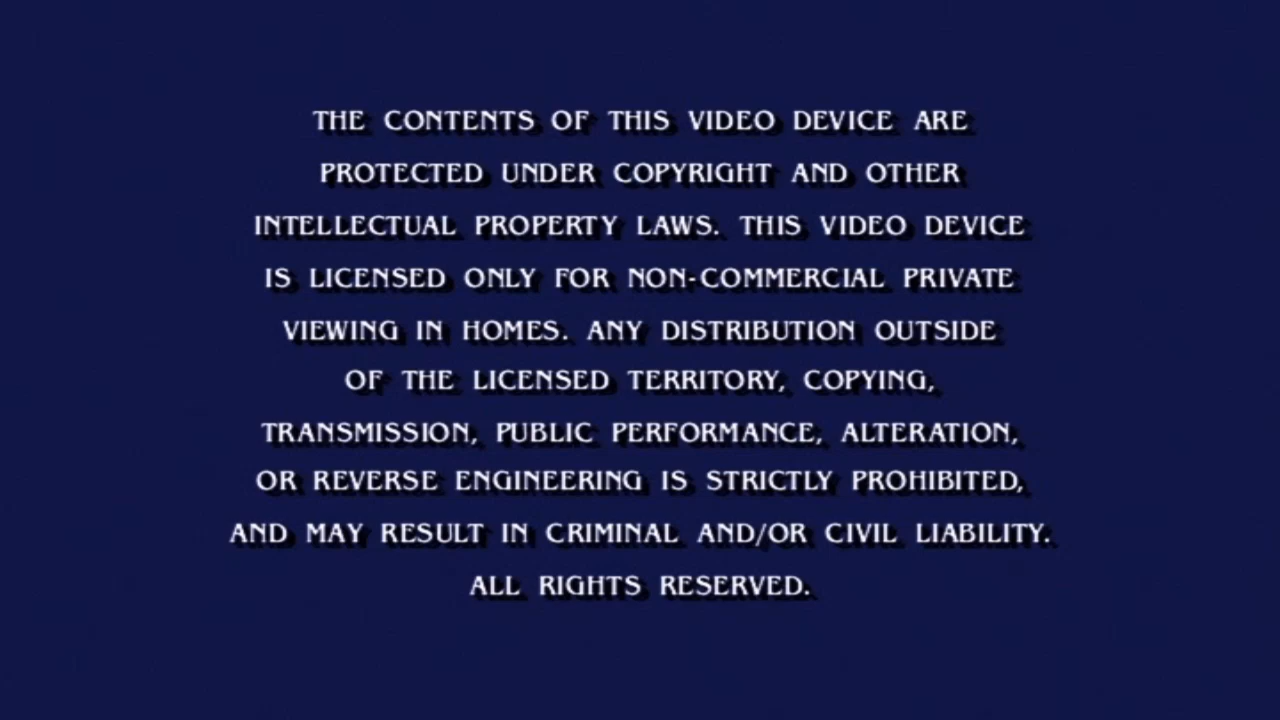 THE CONTENTS OF THIS VIDEO DEVICE ARE
PROTECTED UNDER COPYRIGHT AND OTHER
INTELLECTUAL PROPERTY LAWS. THIS VIDEO DEVICE
IS LICENSED ONLY FOR NON-COMMERCIAL PRIVATE
VIEWING IN HOMES. ANY DISTRIBUTION OUTSIDE
OF THE LICENSED TERRITORY, COPYING,
TRANSMISSION, PUBLIC PERFORMANCE, ALTERATION,
OR REVERSE ENGINEERING IS STRICTLY PROHIBITED,
AND MAY RESULT IN CRIMINAL AND/OR CIVIL LIABILITY.
ALL RIGHTS RESERVED.